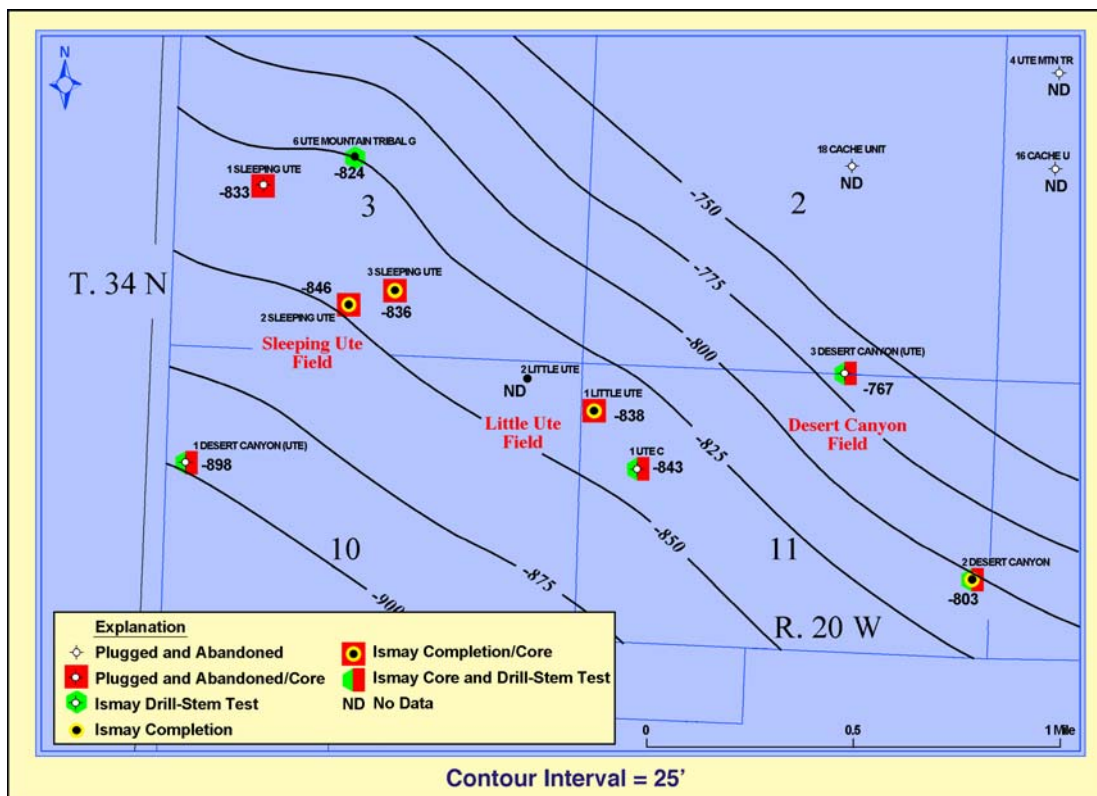 N
4 UTE MTN TR
ND
6 UTE MOUNTAIN TRIBAL G
-824
1 SLEEPING UTE
-833
3
18 CACHE UNIT
ND
16 CACHE U
ND
2
-750
T. 34 N
-846
3 SLEEPING UTE
-836
2 SLEEPING UTE
Sleeping Ute
Field
-775
-800
2 LITTLE UTE
ND
3 DESERT CANYON (UTE)
-767
1 LITTLE UTE
-838
Little Ute
Field
Desert Canyon
Field
1 DESERT CANYON (UTE)
-898
1 UTE C
-843
-825
-850
10
11
-875
-900
2 DESERT CANYON
-803
R. 20 W
Explanation
Plugged and Abandoned
Plugged and Abandoned/Core
Ismay Drill-Stem Test
Ismay Completion
Ismay Completion/Core
Ismay Core and Drill-Stem Test
ND No Data
0 0.5 1 Mile
Contour Interval = 25'